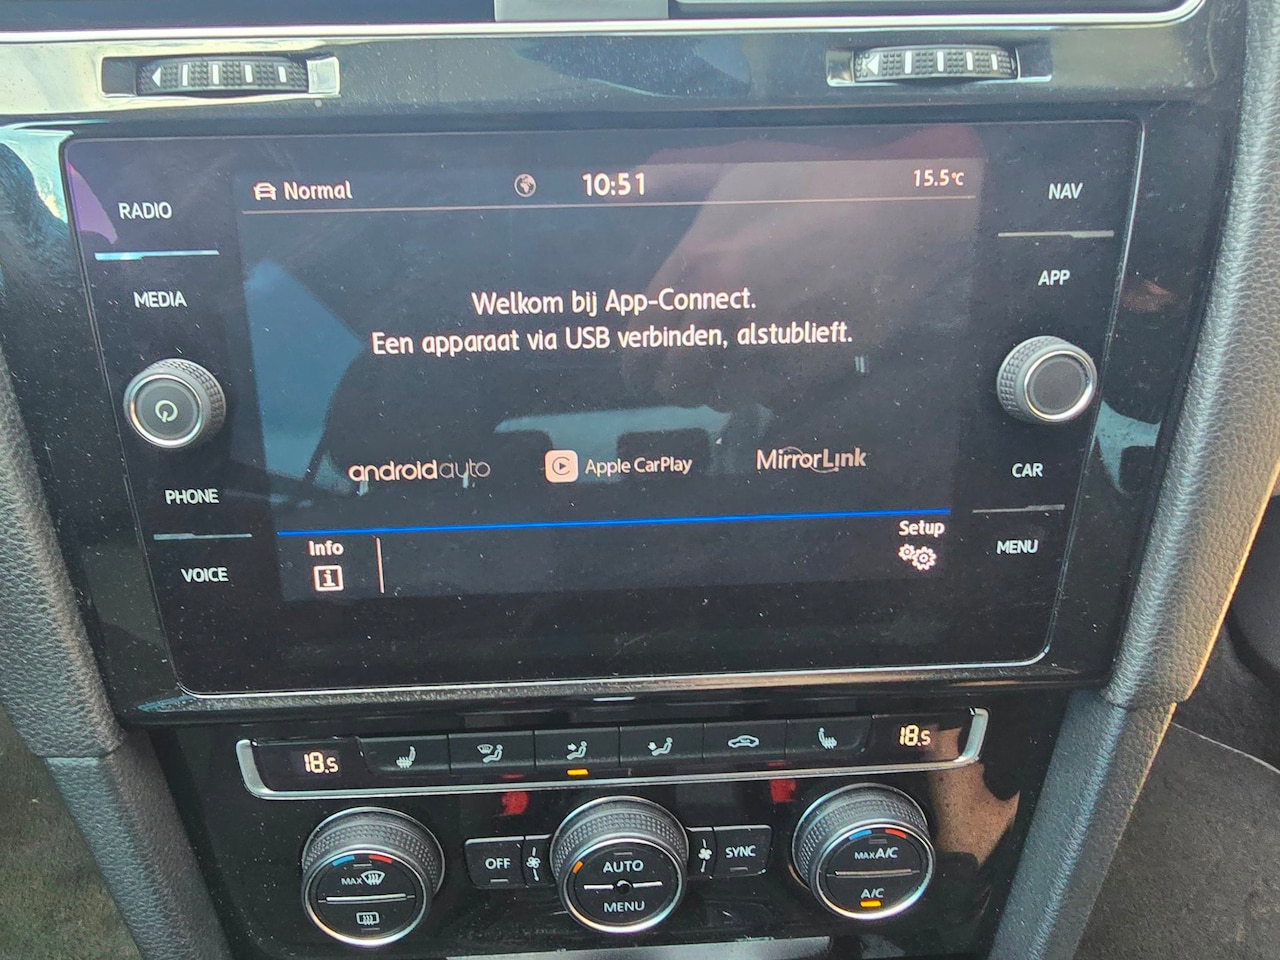 Normal
10:51
15.5°C
RADIO
MEDIA
PHONE
VOICE
NAV
APP
CAR
MENU
Welkom bij App-Connect.
Een apparaat via USB verbinden, alstublieft.
androidauto
Apple CarPlay
MirrorLink
Info
i
Setup
18.5
18.5
MAX
OFF
AUTO
MENU
SYNC
MAX A/C
A/C